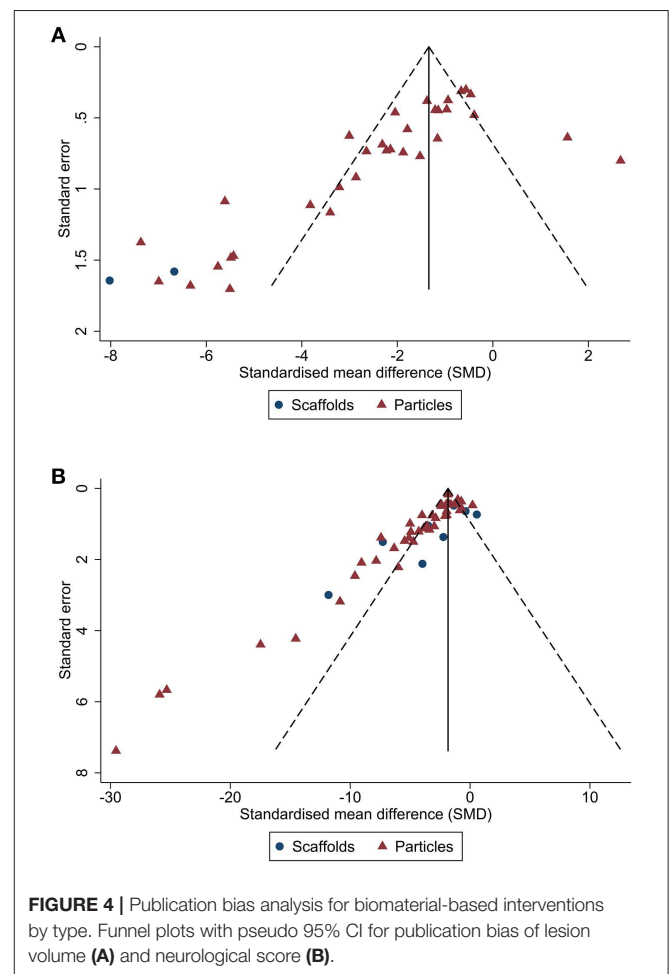 A
0
.5
1
1.5
2
Standard error
-8 -6 -4 -2 0 2
Standardised mean difference (SMD)
Scaffolds Particles
B
0
2
4
6
8
Standard error
-30 -20 -10 0 10
Standardised mean difference (SMD)
Scaffolds Particles
FIGURE 4 | Publication bias analysis for biomaterial-based interventions
by type. Funnel plots with pseudo 95% CI for publication bias of lesion
volume (A) and neurological score (B).